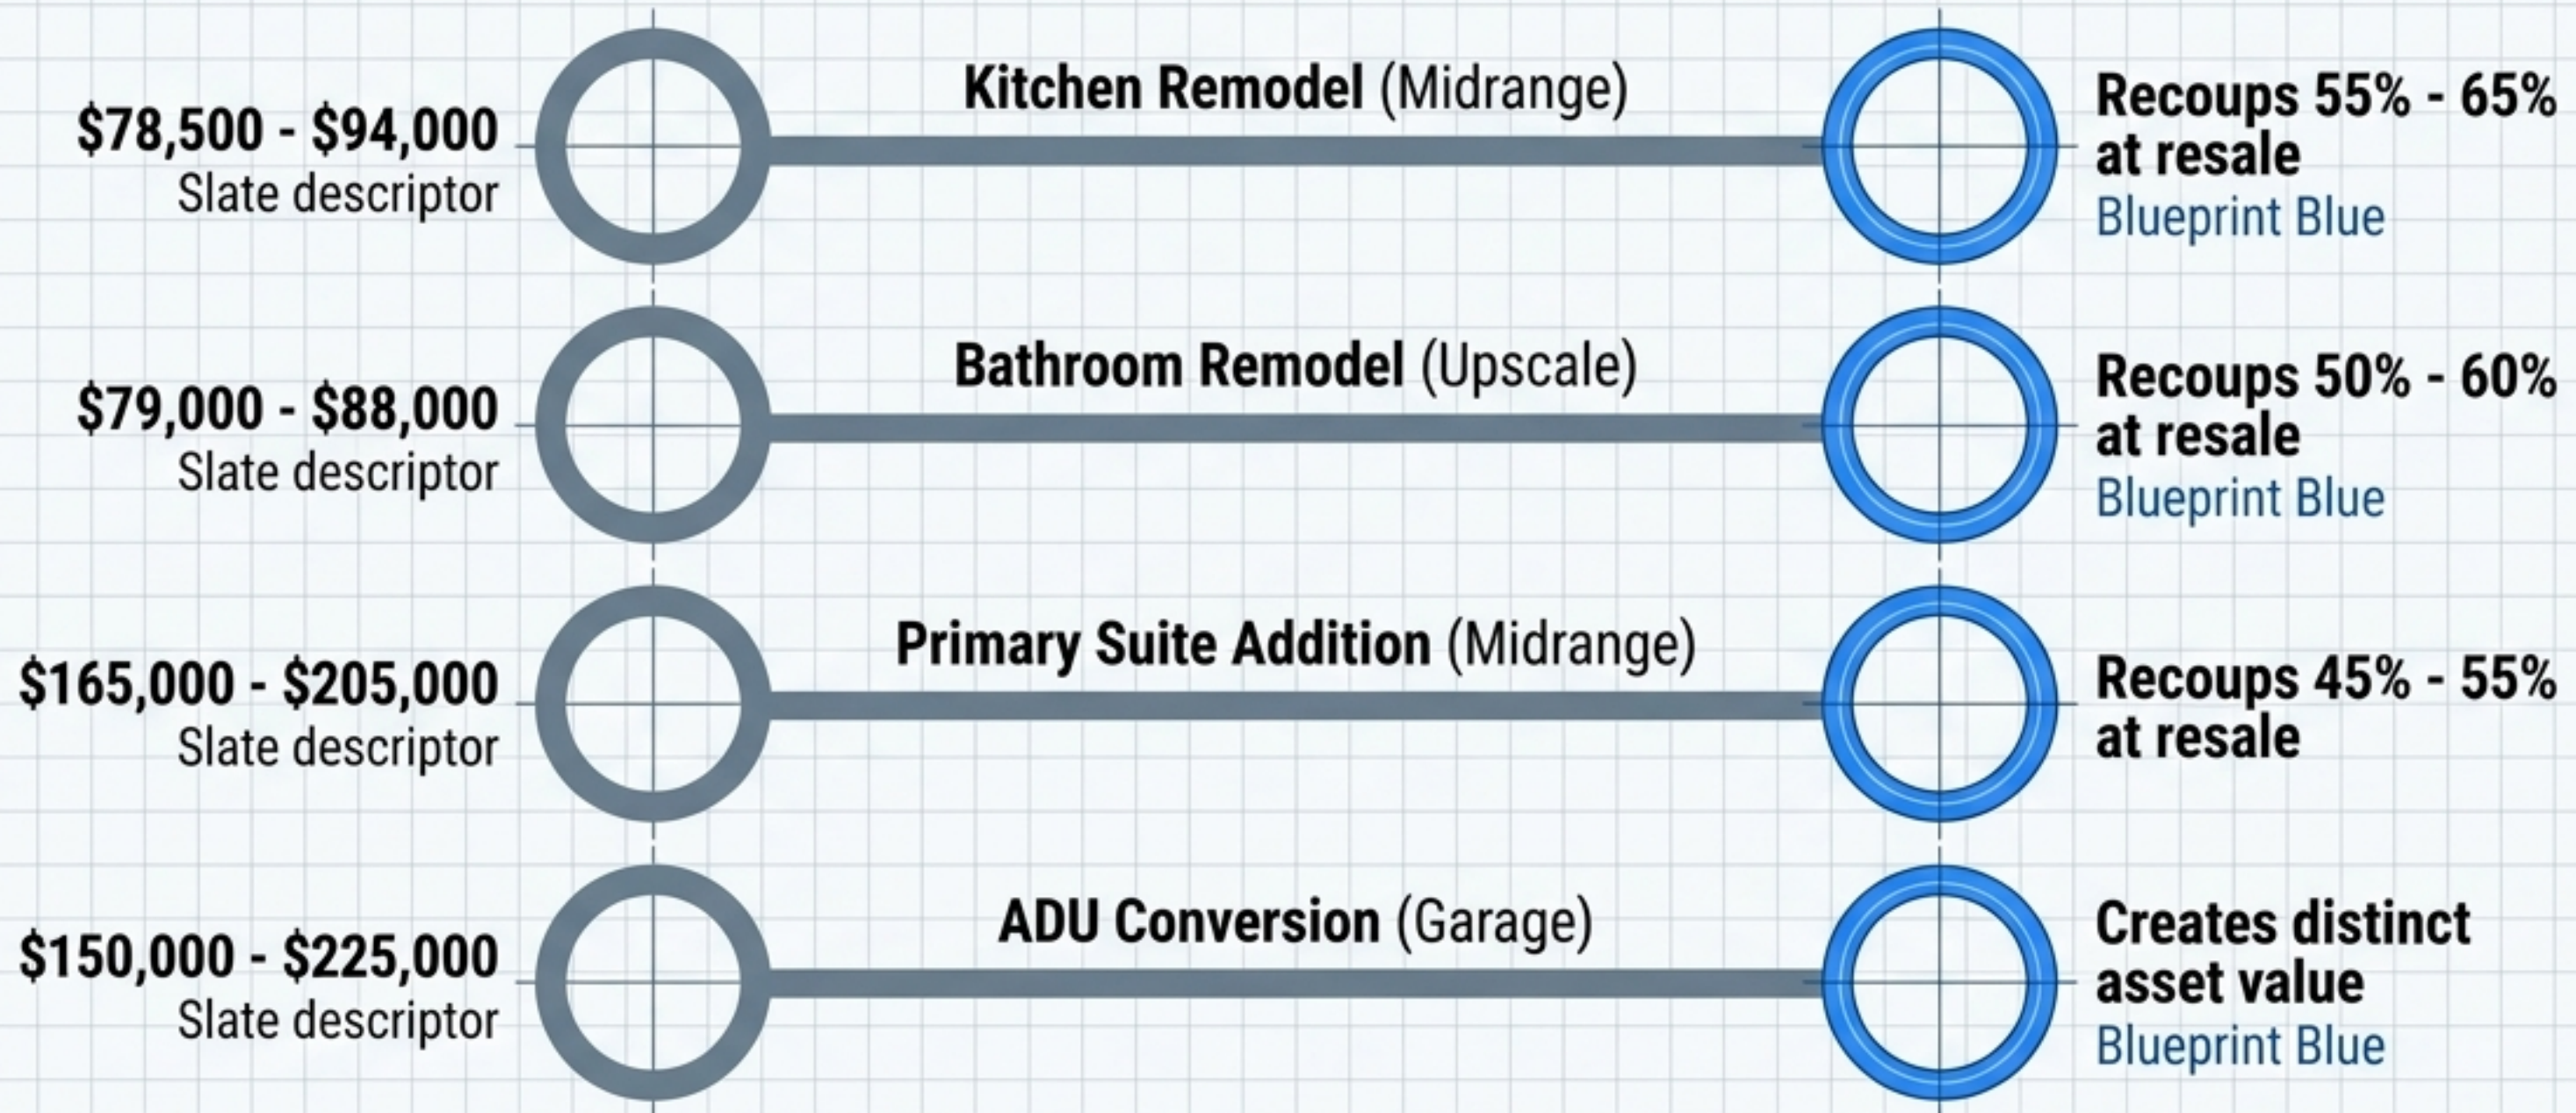 $78,500 - $94,000
Slate descriptor
Kitchen Remodel (Midrange)
Recoups 55% - 65%
at resale
Blueprint Blue
$79,000 - $88,000
Slate descriptor
Bathroom Remodel (Upscale)
Recoups 50% - 60%
at resale
Blueprint Blue
$165,000 - $205,000
Slate descriptor
Primary Suite Addition (Midrange)
Recoups 45% - 55%
at resale
$150,000 - $225,000
Slate descriptor
ADU Conversion (Garage)
Creates distinct
asset value
Blueprint Blue